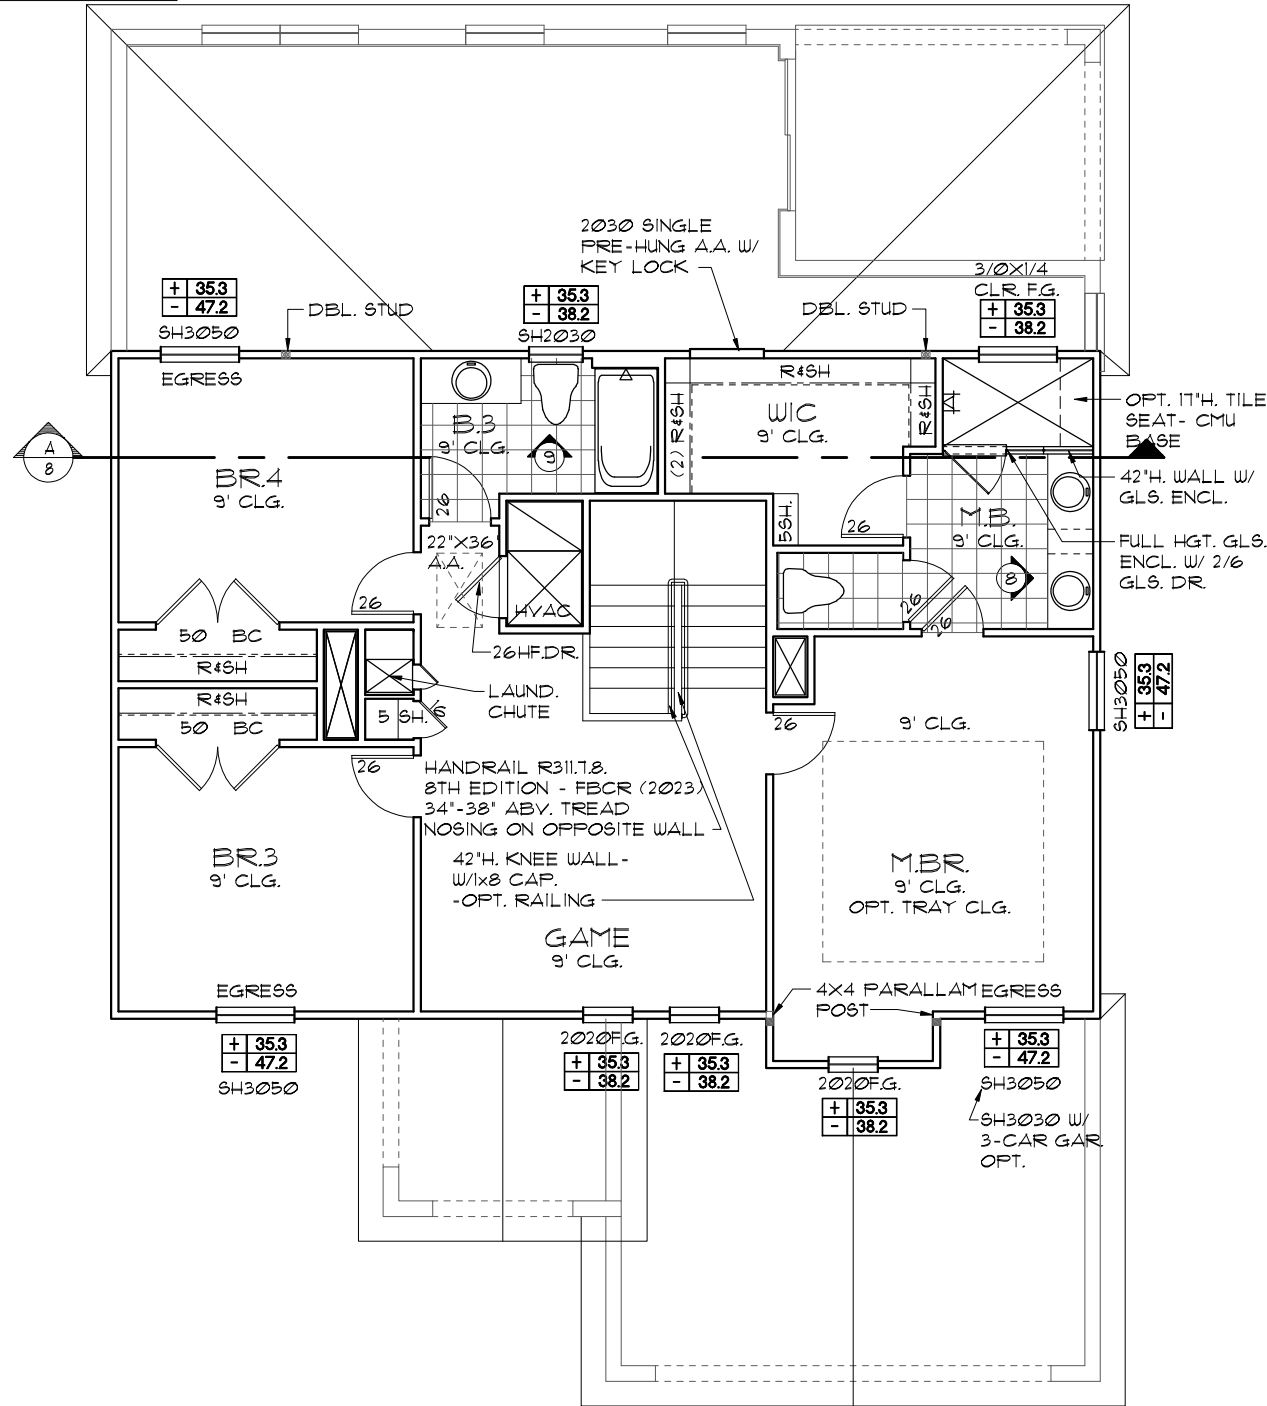 2030 SINGLE
PRE-HUNG A.A. W/
KEY LOCK
3/0X1/4
CLR. F.G.
+ 35.3
- 38.2
+ 35.3
- 47.2
SH3050
EGRESS
DBL. STUD
+ 35.3
- 38.2
SH2030
DBL. STUD
R&SH
WIC
9' CLG.
(2) R&SH
R&SH
5SH.
OPT. 17"H. TILE
SEAT- CMU
BASE
42"H. WALL W/
GLS. ENCL.
FULL HGT. GLS.
ENCL. W/ 2/6
GLS. DR.
A
8
BR.4
9' CLG.
B.3
9' CLG.
9
26
22"X36"
A.A.
HVAC
26HF.DR.
M.B.
9' CLG.
26
8
26
26
26
50 BC
R&SH
R&SH
50 BC
LAUND.
CHUTE
5 SH.
1/6
26
26
9' CLG.
SH3050
+ 35.3
- 47.2
HANDRAIL R311.7.8.
8TH EDITION - FBCR (2023)
34"-38" ABV. TREAD
NOSING ON OPPOSITE WALL
42"H. KNEE WALL-
W/1x8 CAP.
-OPT. RAILING
BR.3
9' CLG.
GAME
9' CLG.
M.BR.
9' CLG.
OPT. TRAY CLG.
EGRESS
+ 35.3
- 47.2
SH3050
4X4 PARALLAM
POST
EGRESS
2020F.G.
+ 35.3
- 38.2
2020F.G.
+ 35.3
- 38.2
2020F.G.
+ 35.3
- 38.2
+ 35.3
- 47.2
SH3050
SH3030 W/
3-CAR GAR.
OPT.